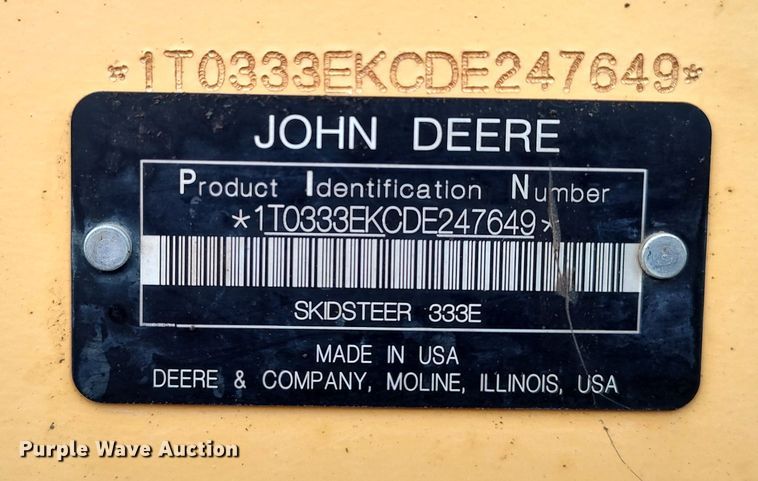 *1T0333EKCDE247649*
JOHN DEERE
Product Identification Number
*1T0333EKCDE247649*
SKIDSTEER 333E
MADE IN USA
DEERE & COMPANY, MOLINE, ILLINOIS, USA
Purple Wave Auction